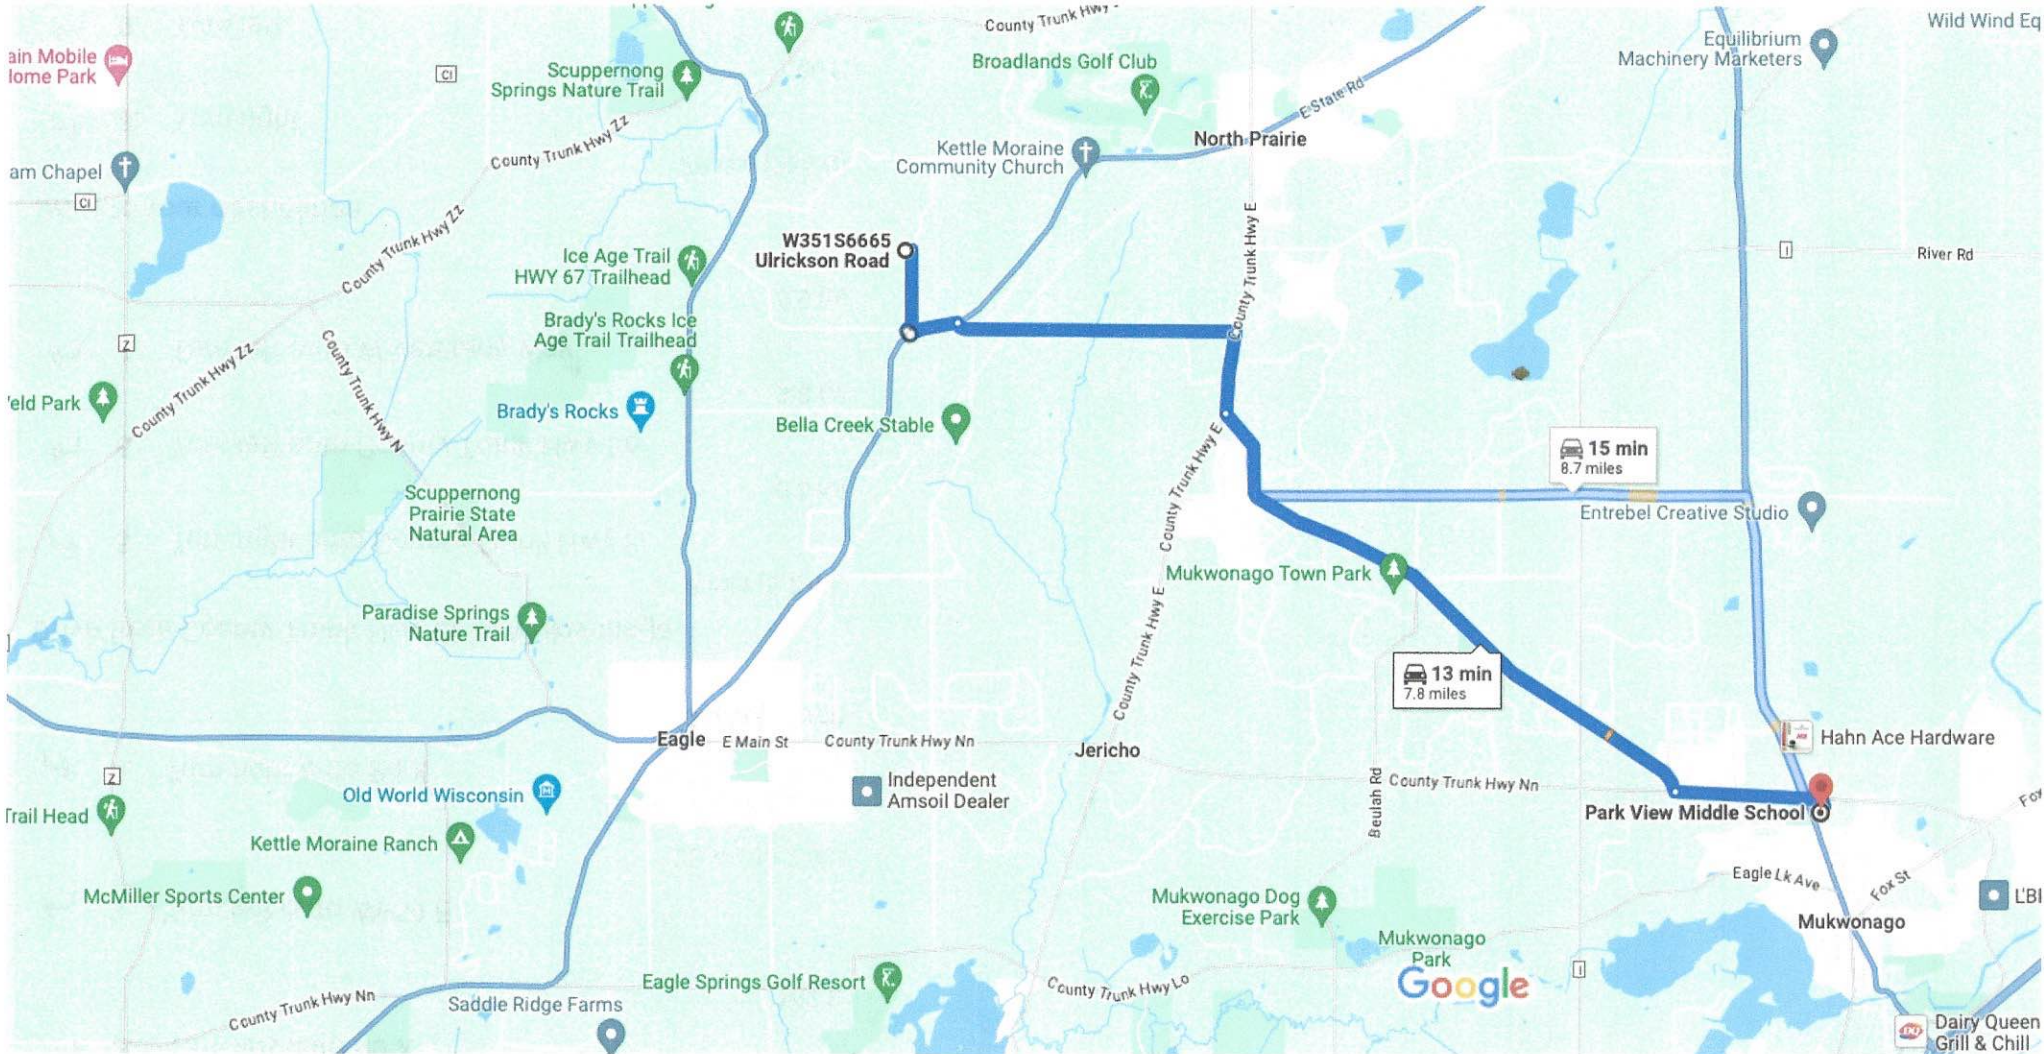 County Trunk Hwy
Wild Wind Eq
ain Mobile
Home Park
CI
Scuppernong
Springs Nature Trail
Broadlands Golf Club
Equilibrium
Machinery Marketers
E State Rd
County Trunk Hwy Zz
North Prairie
Kettle Moraine
Community Church
am Chapel
CI
County Trunk Hwy Zz
W351S6665
Ulrickson Road
County Trunk Hwy E
I
River Rd
Ice Age Trail
HWY 67 Trailhead
Brady's Rocks Ice
Age Trail Trailhead
Z
County Trunk Hwy Zz
County Trunk Hwy N
eld Park
Brady's Rocks
Bella Creek Stable
County Trunk Hwy E
15 min
8.7 miles
Scuppernong
Prairie State
Natural Area
Entrebel Creative Studio
Mukwonago Town Park
Paradise Springs
Nature Trail
County Trunk Hwy E
13 min
7.8 miles
Eagle
E Main St
County Trunk Hwy Nn
Jericho
Hahn Ace Hardware
Z
Independent
Amsoil Dealer
Old World Wisconsin
Beulah Rd
County Trunk Hwy Nn
Fox
Trail Head
Park View Middle School
Kettle Moraine Ranch
McMiller Sports Center
Eagle Lk Ave
Fox St
L'BI
Mukwonago Dog
Exercise Park
Mukwonago
Mukwonago
Park
Eagle Springs Golf Resort
Google
I
County Trunk Hwy Lo
County Trunk Hwy Nn
Saddle Ridge Farms
DQ
Dairy Queen
Grill & Chill